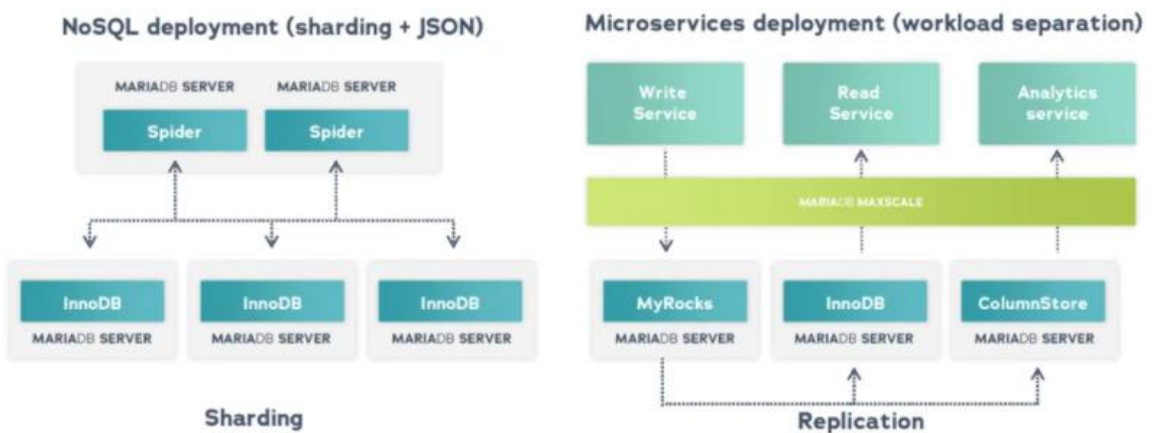 NoSQL deployment (sharding + JSON)
MARIADB SERVER
MARIADB SERVER
Spider
Spider
InnoDB
InnoDB
InnoDB
MARIADB SERVER
MARIADB SERVER
MARIADB SERVER
Sharding
Microservices deployment (workload separation)
Write
Service
Read
Service
Analytics
service
MARIADB MAXSCALE
MyRocks
InnoDB
ColumnStore
MARIADB SERVER
MARIADB SERVER
MARIADB SERVER
Replication